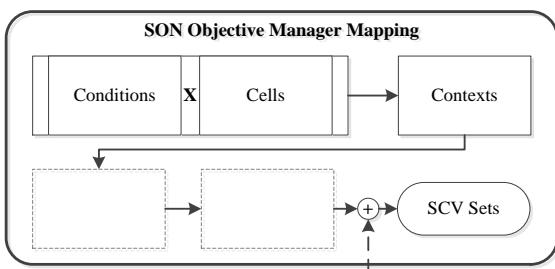 SON Objective Manager Mapping
Conditions X Cells Contexts
+ SCV Sets